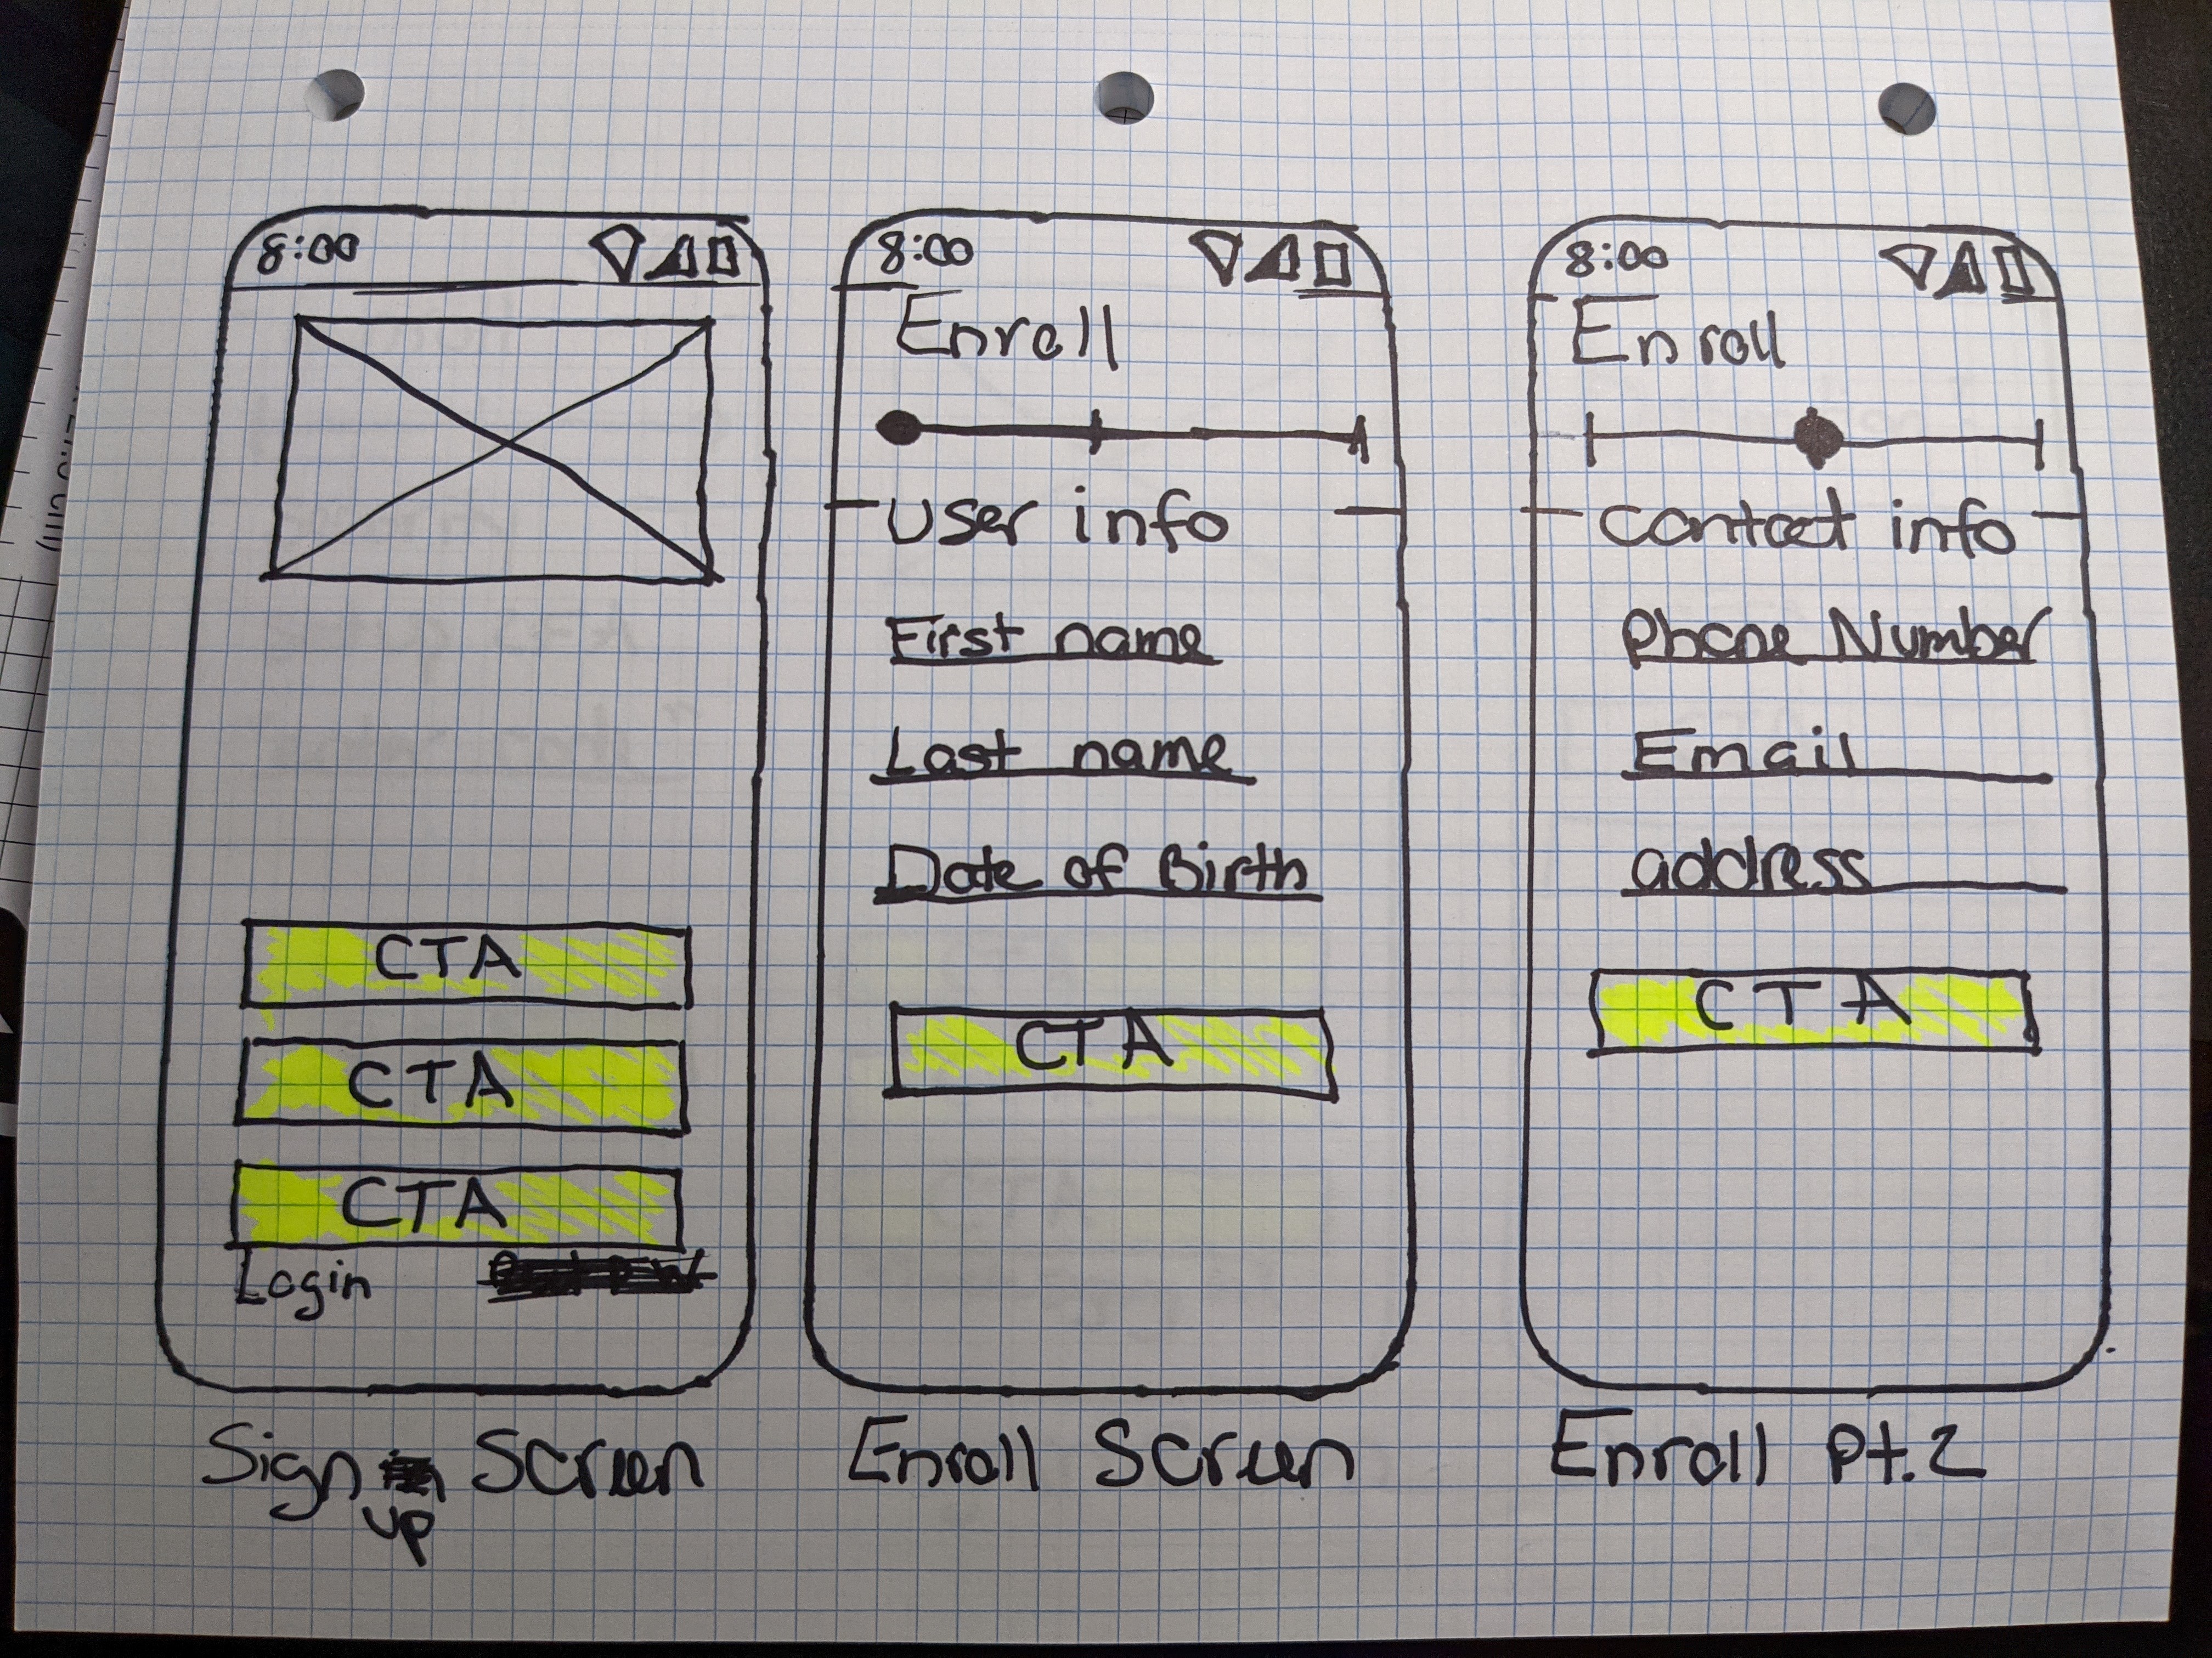 8:00
CTA
CTA
CTA
Login
Sign up Screen
8:00
Enroll
User info
First name
Last name
Date of Birth
CTA
Enroll Screen
8:00
Enroll
Contact info
Phone Number
Email
address
CTA
Enroll pt.2